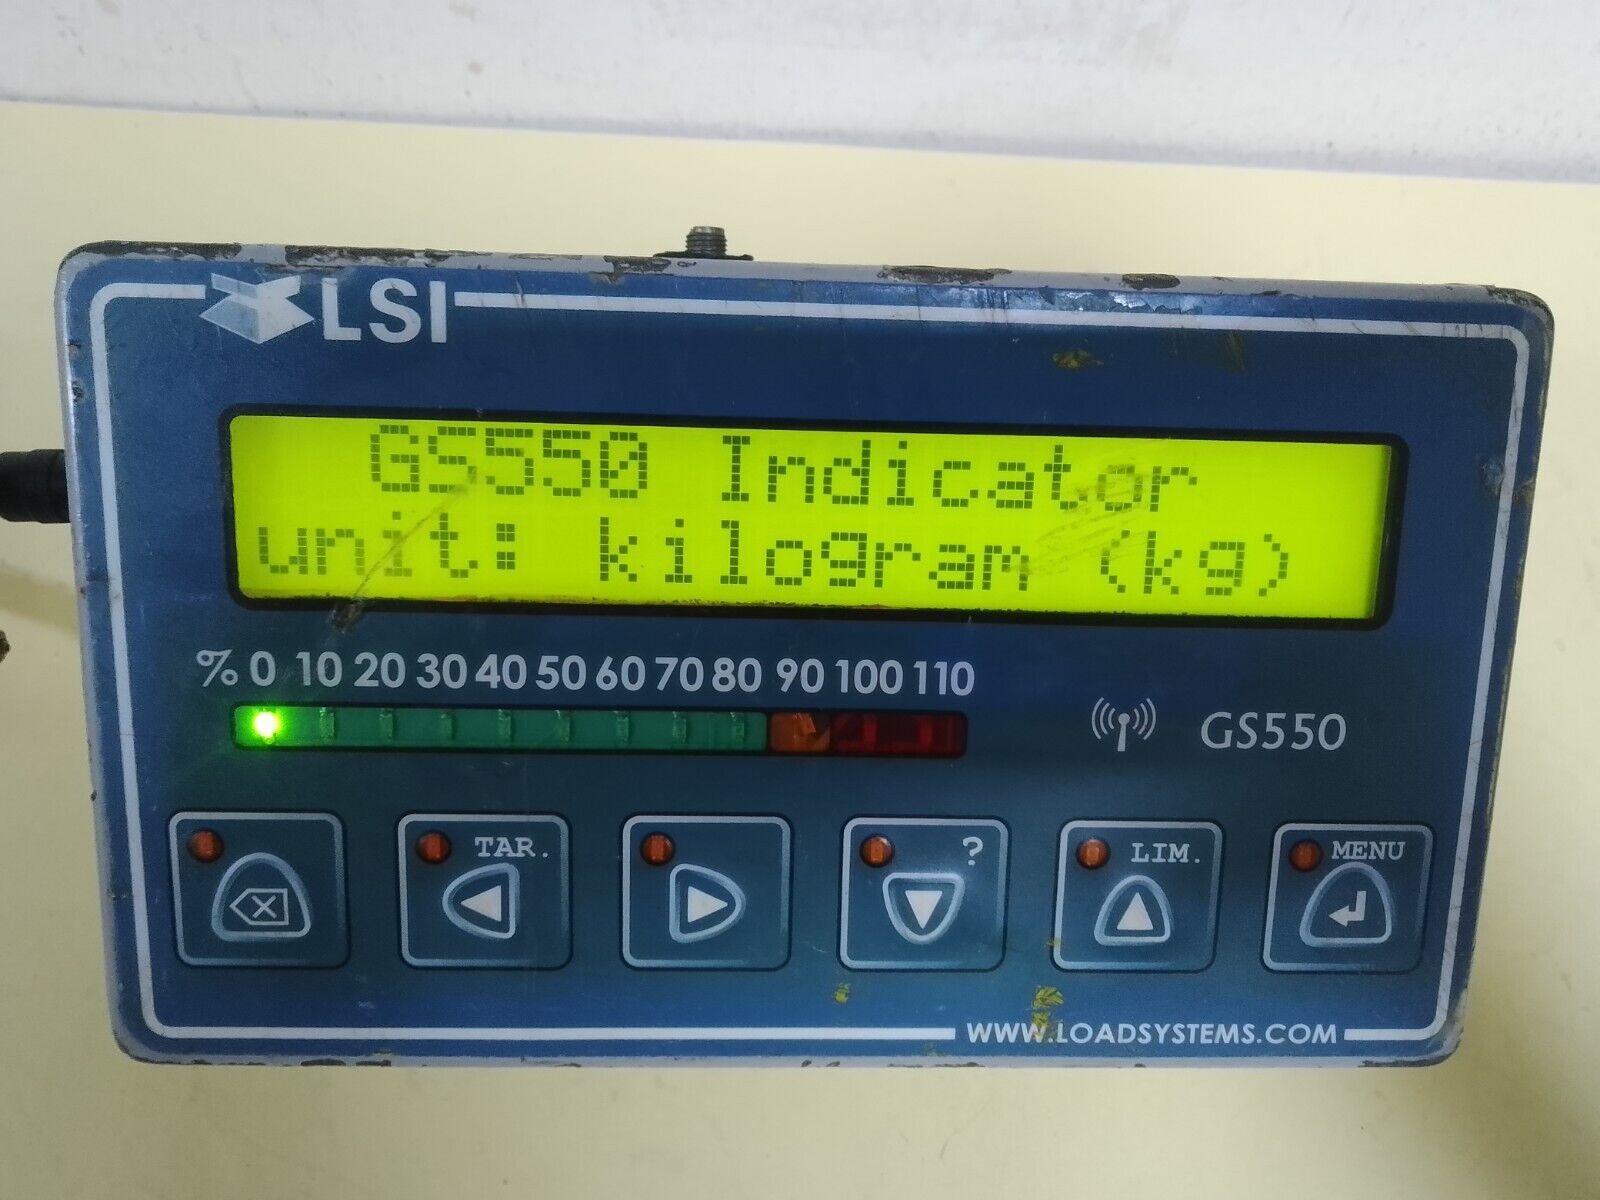 LSI
GS550 Indicator
unit: kilogram (kg)
% 0 10 20 30 40 50 60 70 80 90 100 110
GS550
TAR. ? LIM. MENU
WWW.LOADSYSTEMS.COM